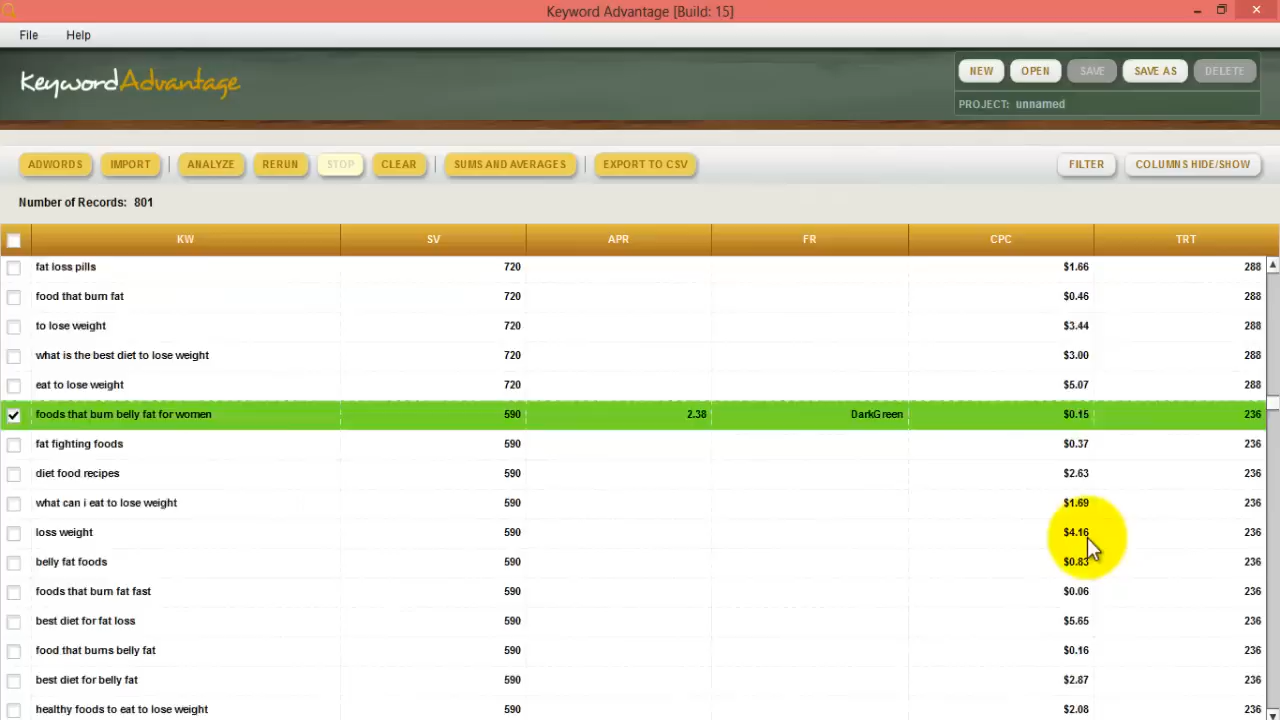 Keyword Advantage [Build: 15]
File Help
KeywordAdvantage
NEW OPEN SAVE SAVE AS DELETE
PROJECT: unnamed
ADWORDS IMPORT ANALYZE RERUN STOP CLEAR SUMS AND AVERAGES EXPORT TO CSV FILTER COLUMNS HIDE/SHOW
Number of Records: 801
KW SV APR FR CPC TRT
fat loss pills 720 $1.66 288
food that burn fat 720 $0.46 288
to lose weight 720 $3.44 288
what is the best diet to lose weight 720 $3.00 288
eat to lose weight 720 $5.07 288
foods that burn belly fat for women 590 2.38 DarkGreen $0.15 236
fat fighting foods 590 $0.37 236
diet food recipes 590 $2.63 236
what can i eat to lose weight 590 $1.69 236
loss weight 590 $4.16 236
belly fat foods 590 $0.83 236
foods that burn fat fast 590 $0.06 236
best diet for fat loss 590 $5.65 236
food that burns belly fat 590 $0.16 236
best diet for belly fat 590 $2.87 236
healthy foods to eat to lose weight 590 $2.08 236